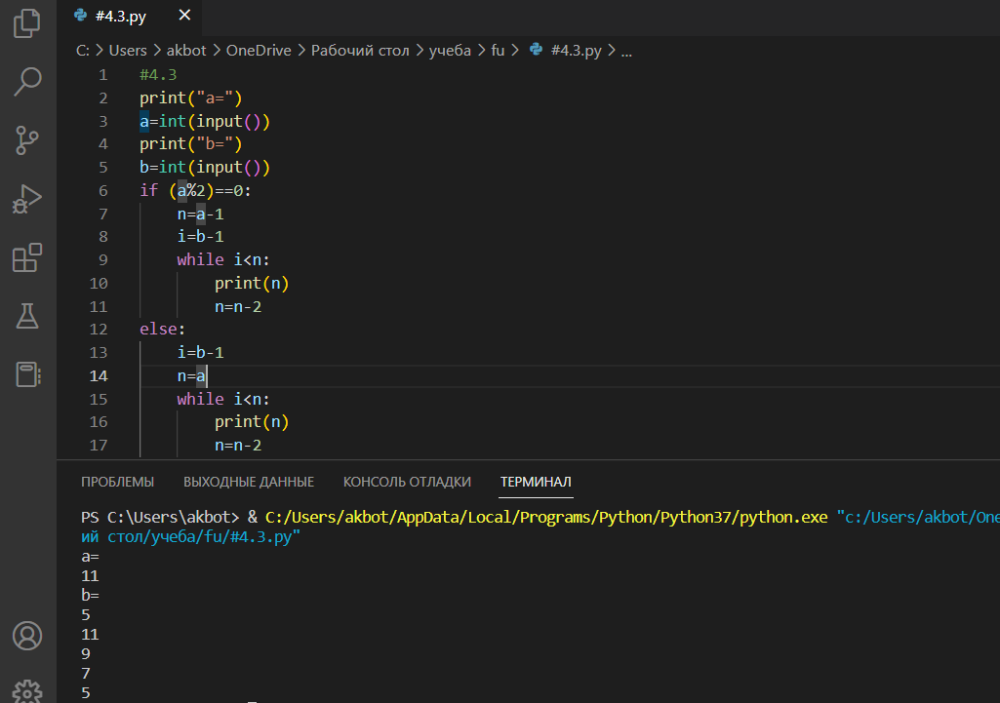 #4.3.py ×
C: > Users > akbot > OneDrive > Рабочий стол > учеба > fu > #4.3.py > ...
1 #4.3
2 print("a=")
3 a=int(input())
4 print("b=")
5 b=int(input())
6 if (a%2)==0:
7 n=a-1
8 i=b-1
9 while i<n:
10 print(n)
11 n=n-2
12 else:
13 i=b-1
14 n=a
15 while i<n:
16 print(n)
17 n=n-2
ПРОБЛЕМЫ ВЫХОДНЫЕ ДАННЫЕ КОНСОЛЬ ОТЛАДКИ ТЕРМИНАЛ
PS C:\Users\akbot> & C:/Users/akbot/AppData/Local/Programs/Python/Python37/python.exe "c:/Users/akbot/One
ий стол/учеба/fu/#4.3.py"
a=
11
b=
5
11
9
7
5